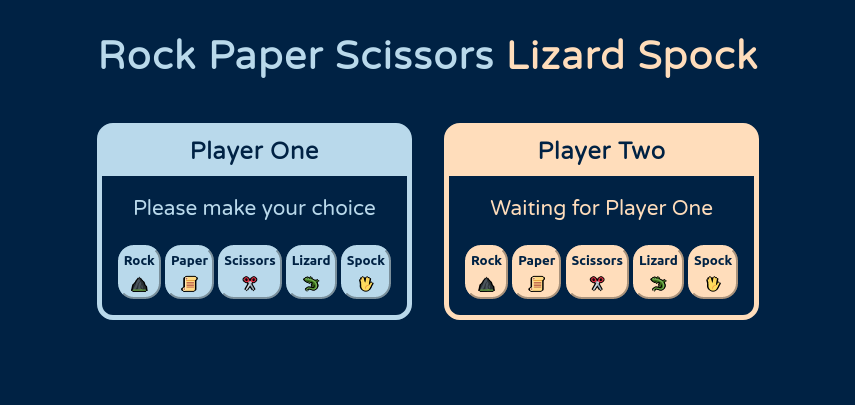 Rock Paper Scissors Lizard Spock
Player One
Please make your choice
Rock Paper Scissors Lizard Spock
Player Two
Waiting for Player One
Rock Paper Scissors Lizard Spock